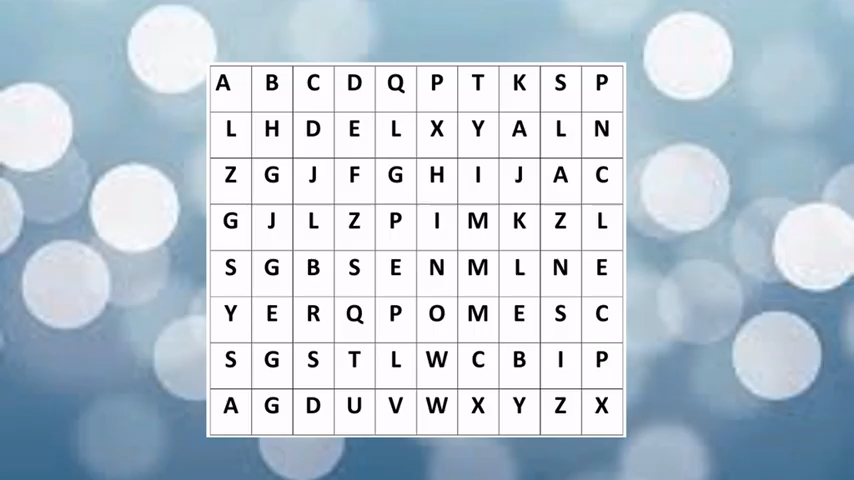 A B C D Q P T K S P
L H D E L X Y A L N
Z G J F G H I J A C
G J L Z P I M K Z L
S G B S E N M L N E
Y E R Q P O M E S C
S G S T L W C B I P
A G D U V W X Y Z X